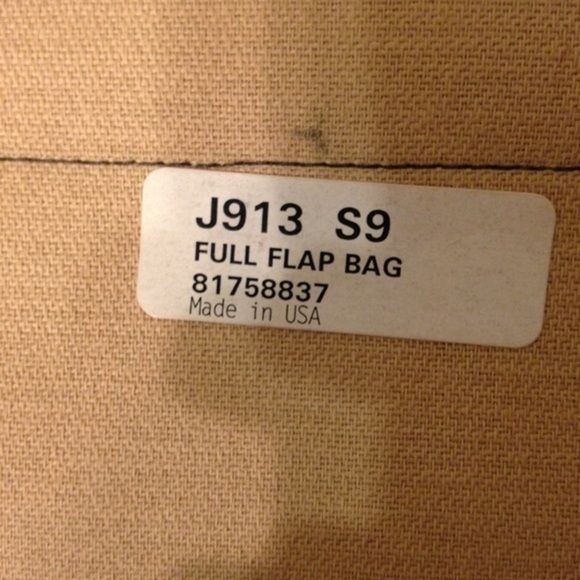 J913 S9
FULL FLAP BAG
81758837
Made in USA